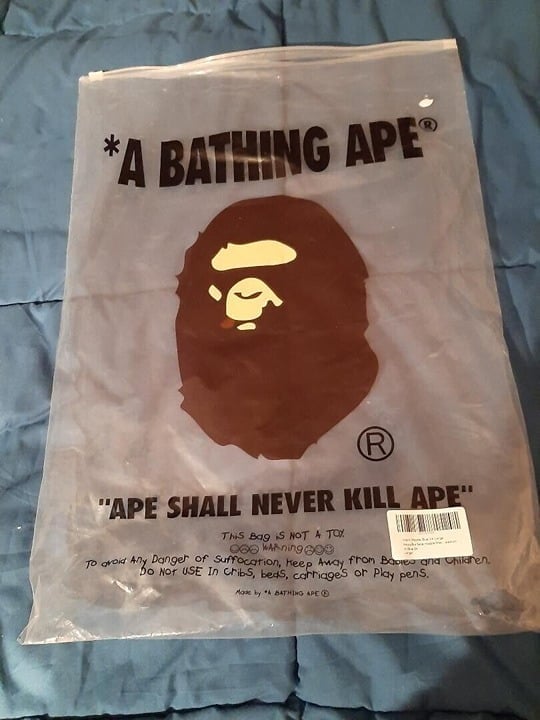 *A BATHING APE®
®
"APE SHALL NEVER KILL APE"
THiS Bag iS NOT A TOY
WARning
To avoid Any Danger of Suffocation, Keep Away from Babies and Children.
DO NOT USE In Cribs, beds, carriages or Play pens.
Made by *A BATHING APE®